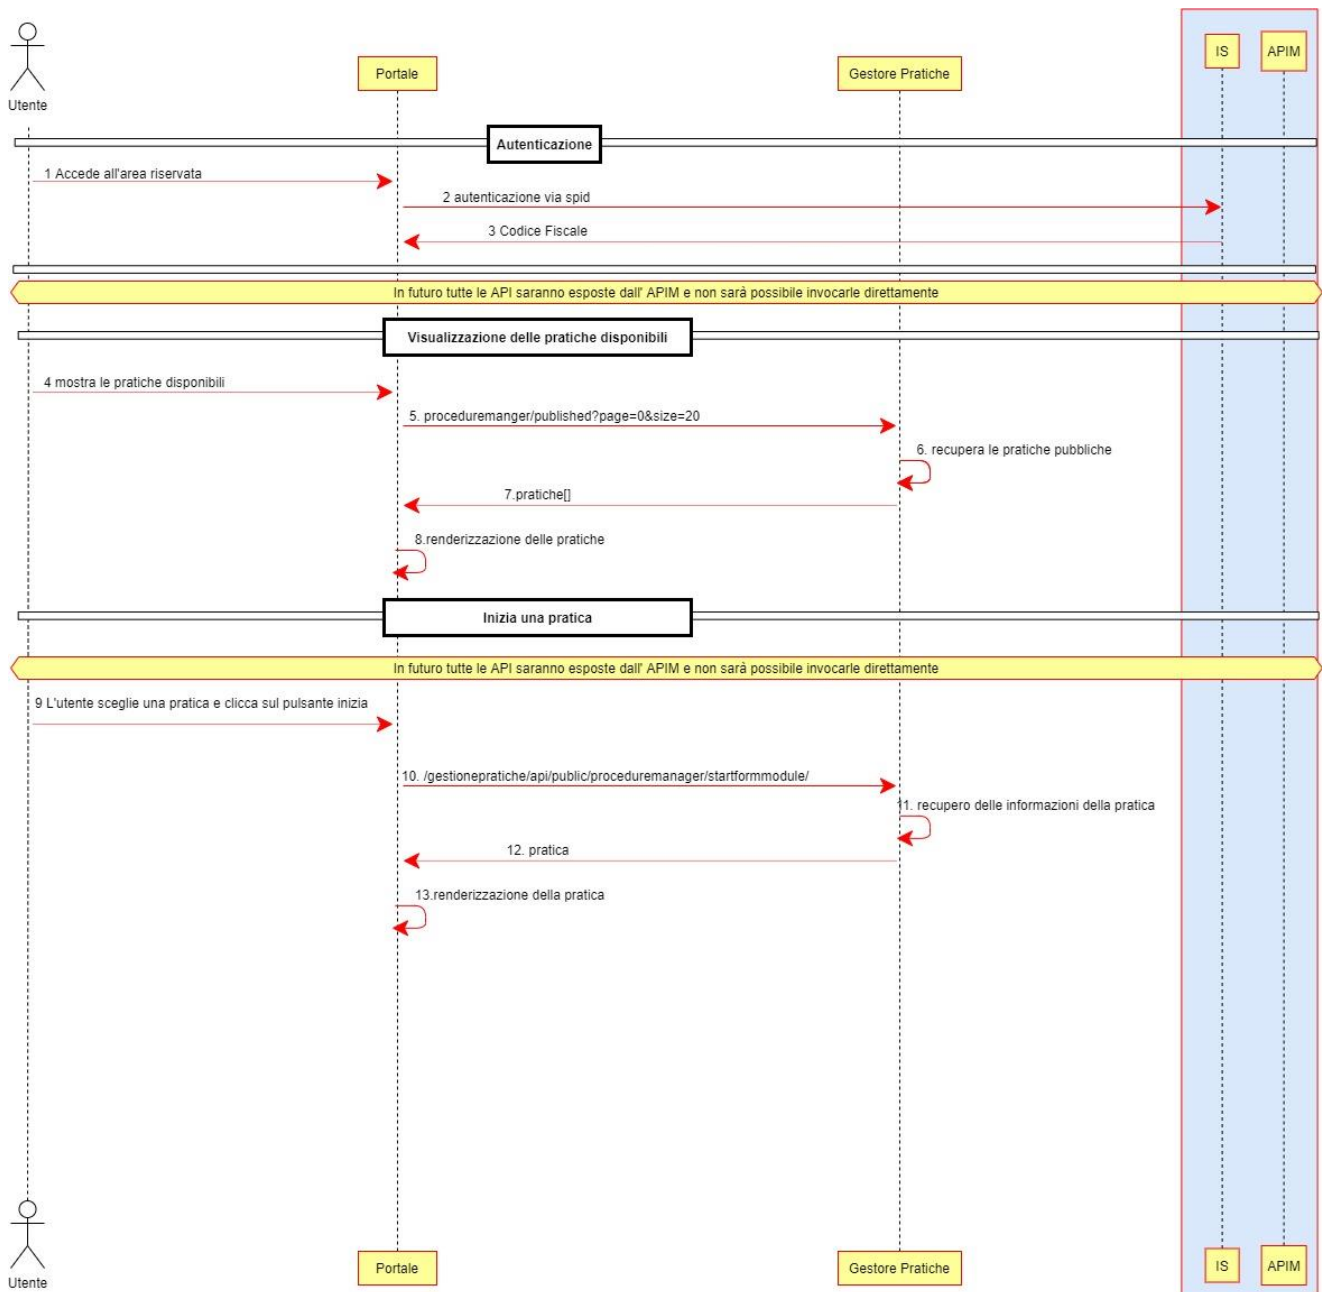 Utente
Portale
Gestore Pratiche
IS
APIM
Autenticazione
1 Accede all'area riservata
2 autenticazione via spid
3 Codice Fiscale
In futuro tutte le API saranno esposte dall' APIM e non sarà possibile invocarle direttamente
Visualizzazione delle pratiche disponibili
4 mostra le pratiche disponibili
5. proceduremanger/published?page=0&size=20
6. recupera le pratiche pubbliche
7.pratiche[]
8.renderizzazione delle pratiche
Inizia una pratica
In futuro tutte le API saranno esposte dall' APIM e non sarà possibile invocarle direttamente
9 L'utente sceglie una pratica e clicca sul pulsante inizia
10. /gestionepratiche/api/public/proceduremanager/startformmodule/
11. recupero delle informazioni della pratica
12. pratica
13.renderizzazione della pratica
Utente
Portale
Gestore Pratiche
IS
APIM